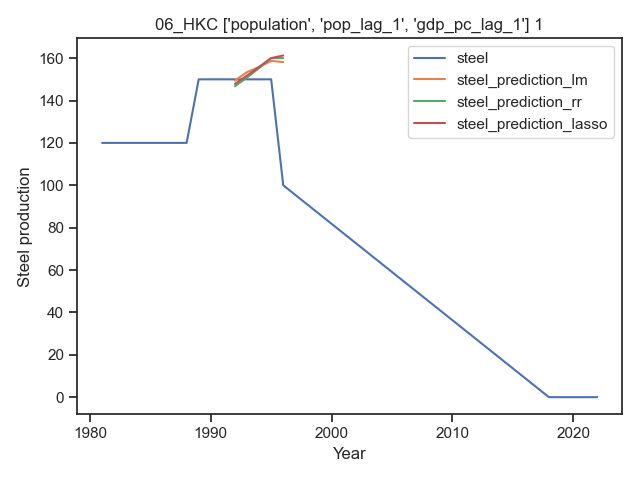 06_HKC ['population', 'pop_lag_1', 'gdp_pc_lag_1'] 1
steel
steel_prediction_lm
steel_prediction_rr
steel_prediction_lasso
Steel production
160
140
120
100
80
60
40
20
0
1980
1990
2000
2010
2020
Year